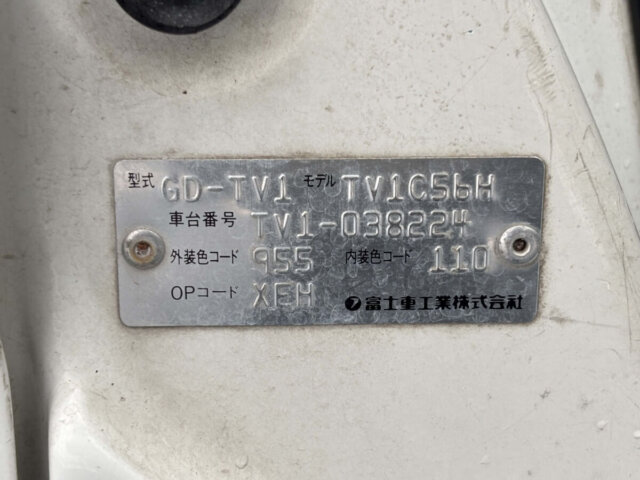 型式 GD-TV1 モデル TV1C56H
車台番号 TV1-038224
外装色コード 955 内装色コード 110
OPコード XEH 富士重工業株式会社